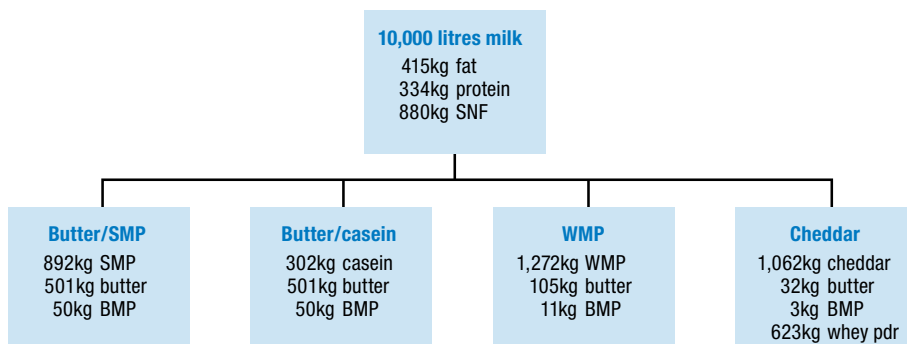 10,000 litres milk
415kg fat
334kg protein
880kg SNF
Butter/SMP
892kg SMP
501kg butter
50kg BMP
Butter/casein
302kg casein
501kg butter
50kg BMP
WMP
1,272kg WMP
105kg butter
11kg BMP
Cheddar
1,062kg cheddar
32kg butter
3kg BMP
623kg whey pdr